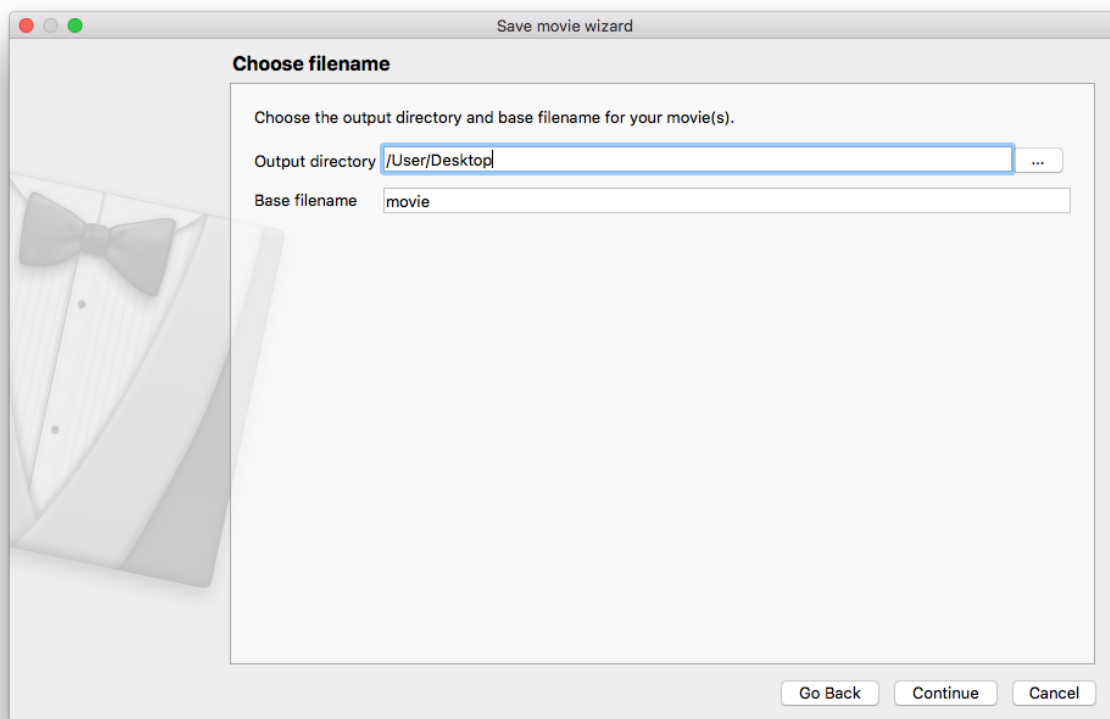 Save movie wizard
Choose filename
Choose the output directory and base filename for your movie(s).
Output directory /User/Desktop ...
Base filename movie
Go Back Continue Cancel